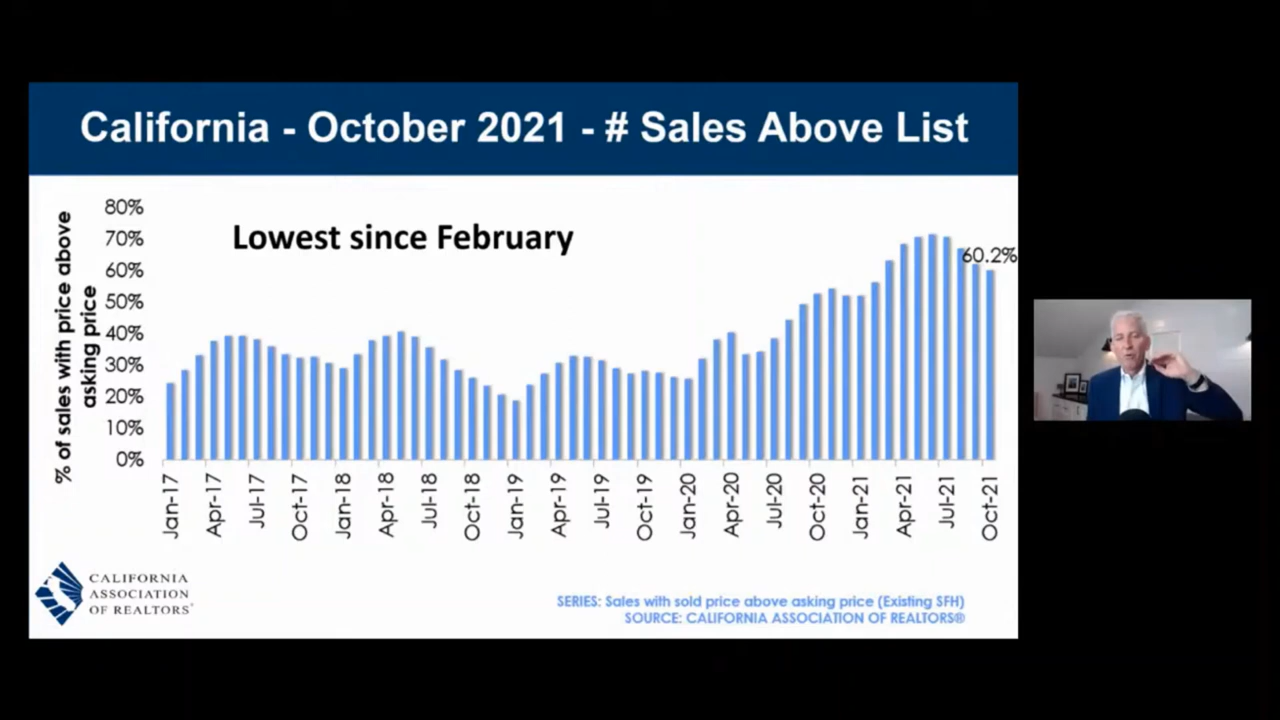 California - October 2021 - # Sales Above List
Lowest since February
% of sales with price above
asking price
80%
70%
60%
50%
40%
30%
20%
10%
0%
60.2%
Jan-17
Apr-17
Jul-17
Oct-17
Jan-18
Apr-18
Jul-18
Oct-18
Jan-19
Apr-19
Jul-19
Oct-19
Jan-20
Apr-20
Jul-20
Oct-20
Jan-21
Apr-21
Jul-21
Oct-21
CALIFORNIA
ASSOCIATION
OF REALTORS®
SERIES: Sales with sold price above asking price (Existing SFH)
SOURCE: CALIFORNIA ASSOCIATION OF REALTORS®